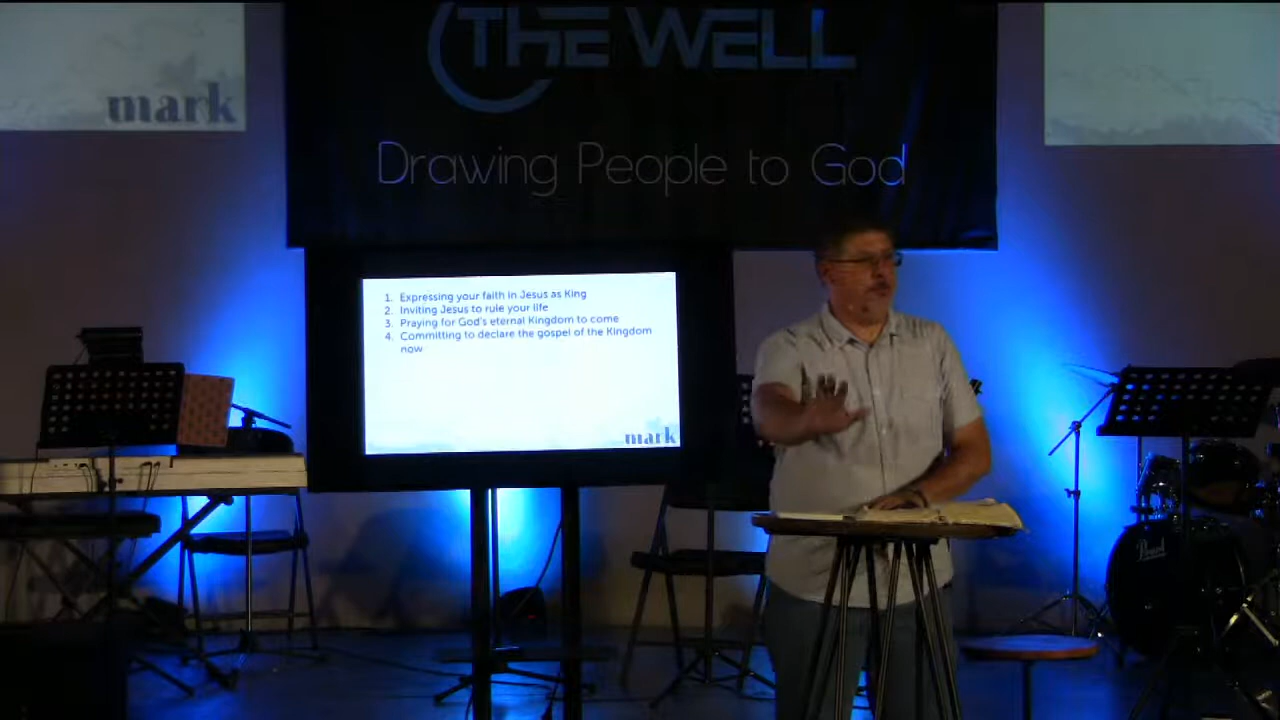 THE WELL
mark
Drawing People to God
1. Expressing your faith in Jesus as King
2. Inviting Jesus to rule your life
3. Praying for God's eternal Kingdom to come
4. Committing to declare the gospel of the Kingdom
now
mark
Pearl